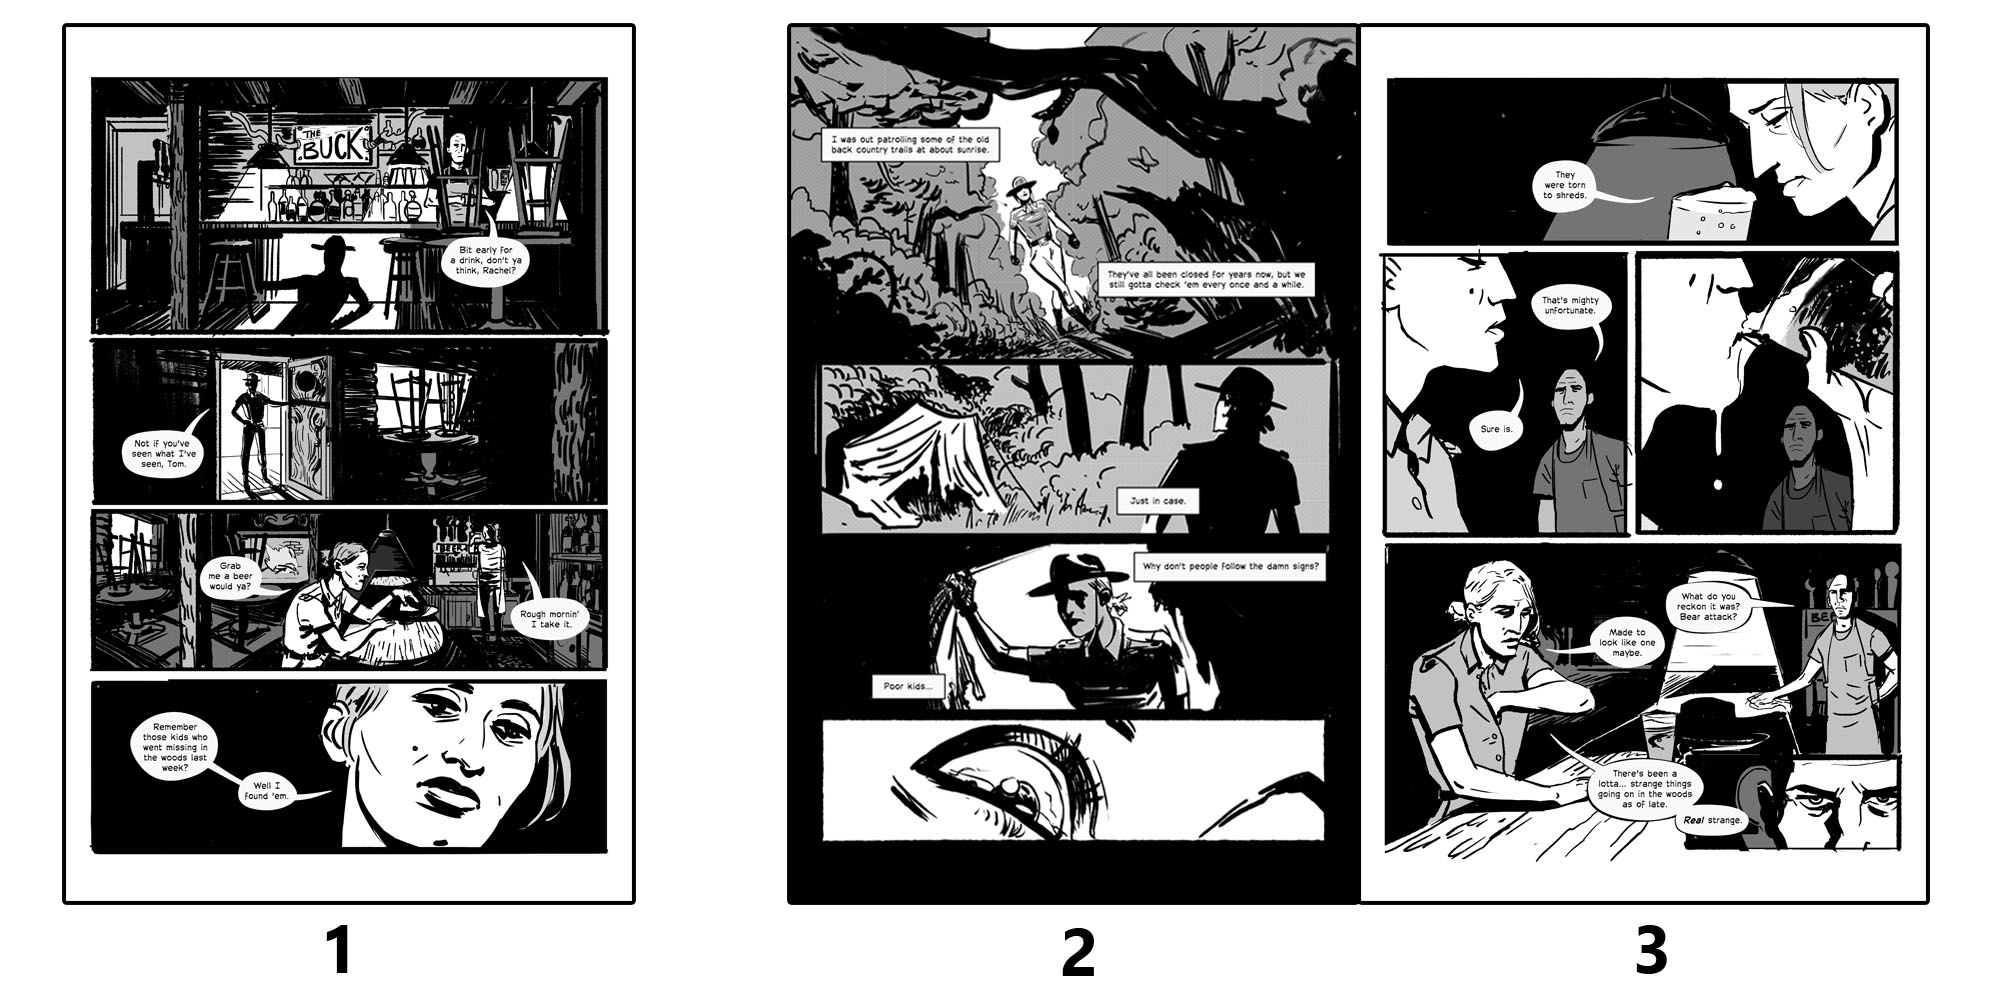 THE
BUCK
Bit early for
a drink, don't ya
think, Rachel?
Not if you've
seen what I've
seen, Tom.
Grab
me a beer
would ya?
BEER
Rough mornin'
I take it.
Remember
those kids who
went missing in
the woods last
week?
Well I
found 'em.
1
I was out patrolling some of the old
back country trails at about sunrise.
They've all been closed for years now, but we
still gotta check 'em every once and a while.
Just in case.
Why don't people follow the damn signs?
Poor kids...
2
They
were torn
to shreds.
That's mighty
unfortunate.
Sure is.
What do you
reckon it was?
Bear attack?
BEE
Made to
look like one
maybe.
There's been a
lotta... strange things
going on in the woods
as of late.
Real strange.
3